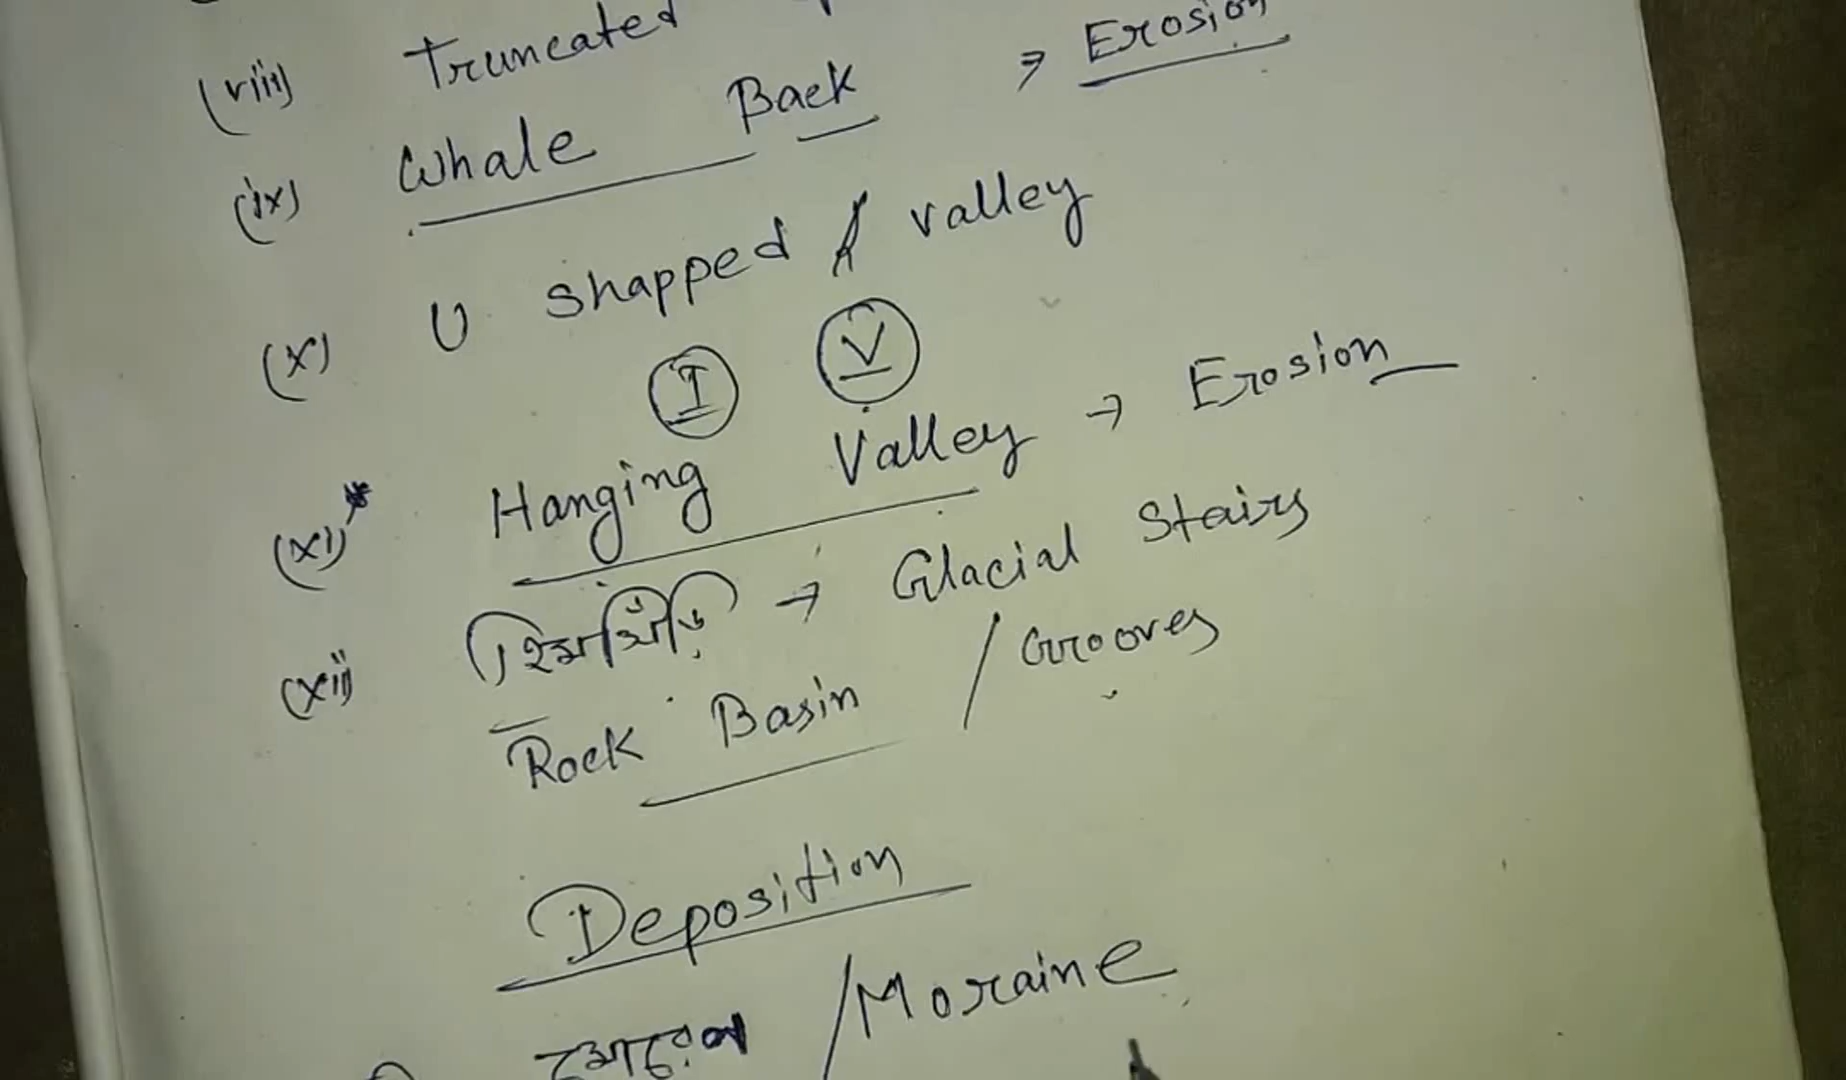 (viii) Truncated
(ix) Whale Back → Erosion
(x) U shapped valley
I V
(xi)* Hanging Valley → Erosion
(xii) হিমসিঁড়ি → Glacial Stairs
Rock Basin / Grooves
Deposition
/ Moraine